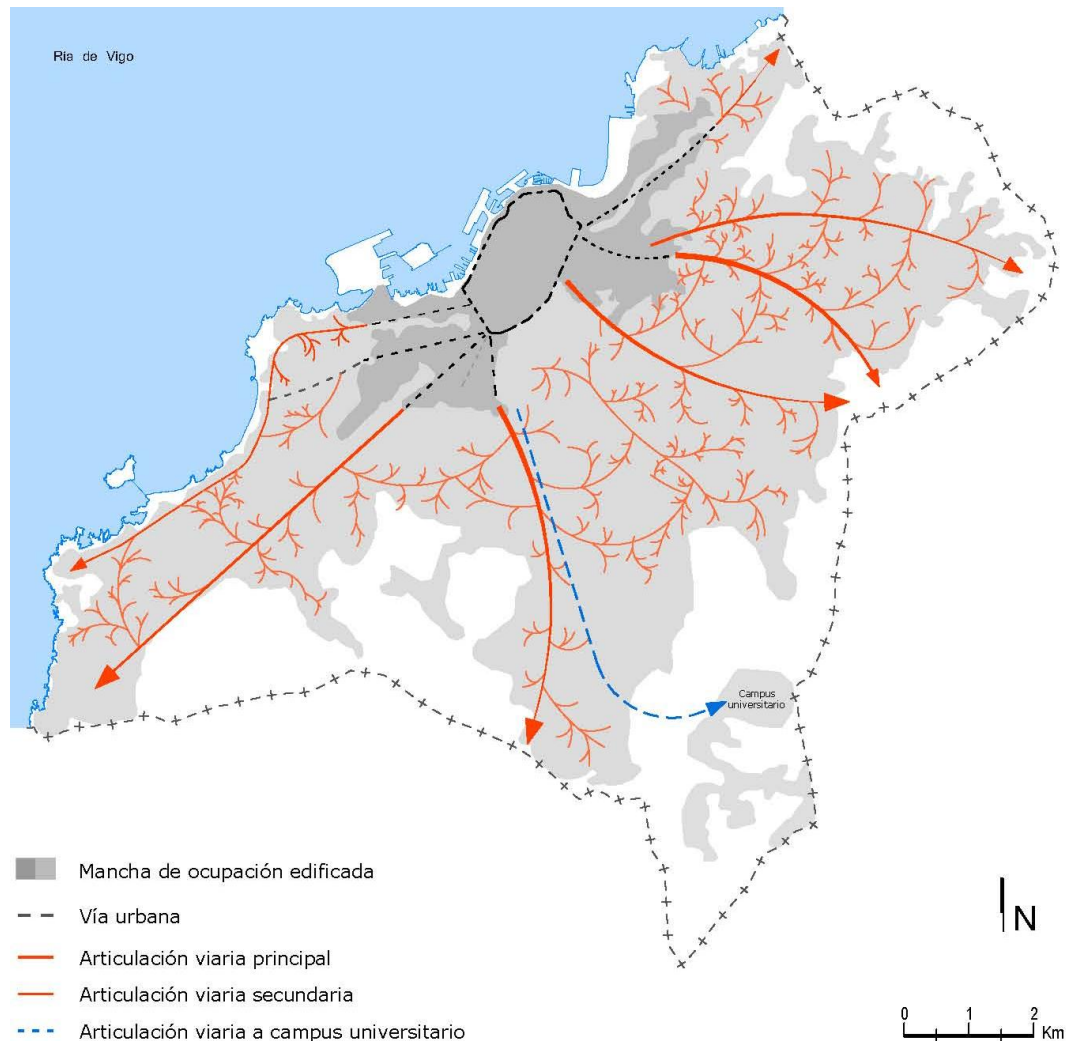 Ria de Vigo
Campus
universitario
Mancha de ocupación edificada
Vía urbana
Articulación viaria principal
Articulación viaria secundaria
Articulación viaria a campus universitario
N
0 1 2
Km